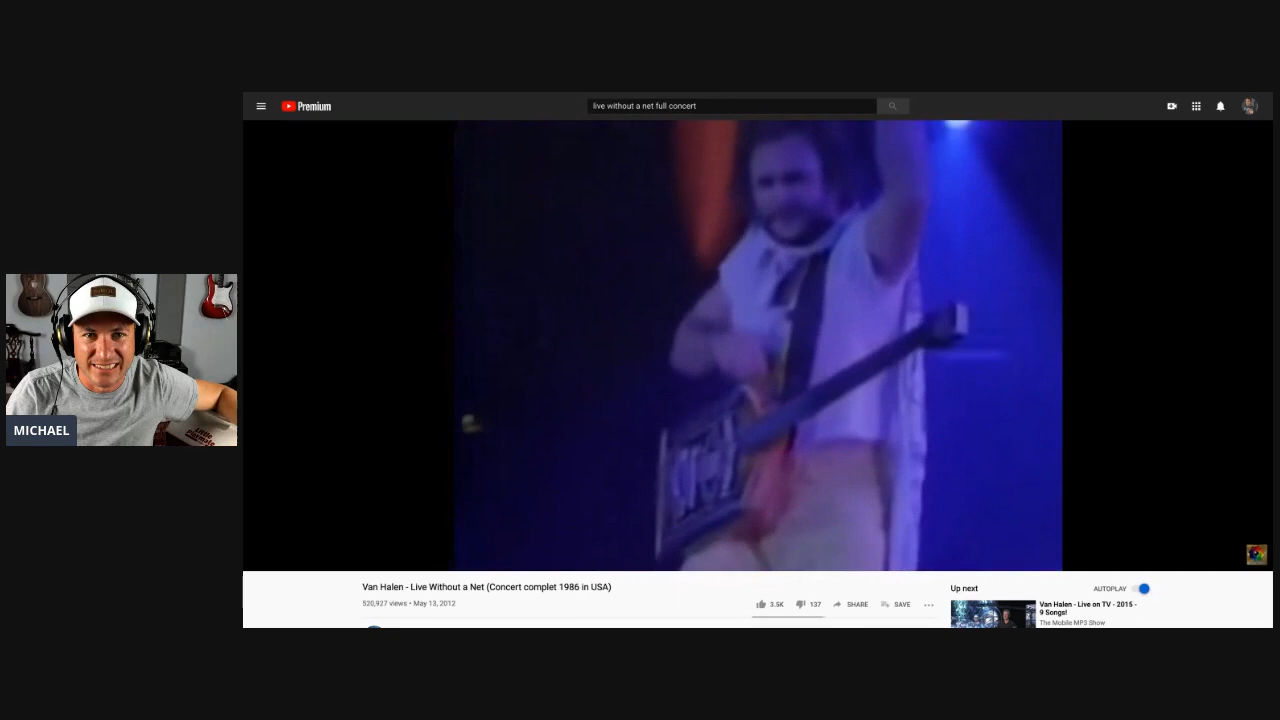 Premium
live without a net full concert
MICHAEL
Van Halen - Live Without a Net (Concert complet 1986 in USA)
520,927 views • May 13, 2012
3.5K
137
SHARE
SAVE
Up next
AUTOPLAY
Van Halen - Live on TV - 2015 -
9 Songs!
The Mobile MP3 Show